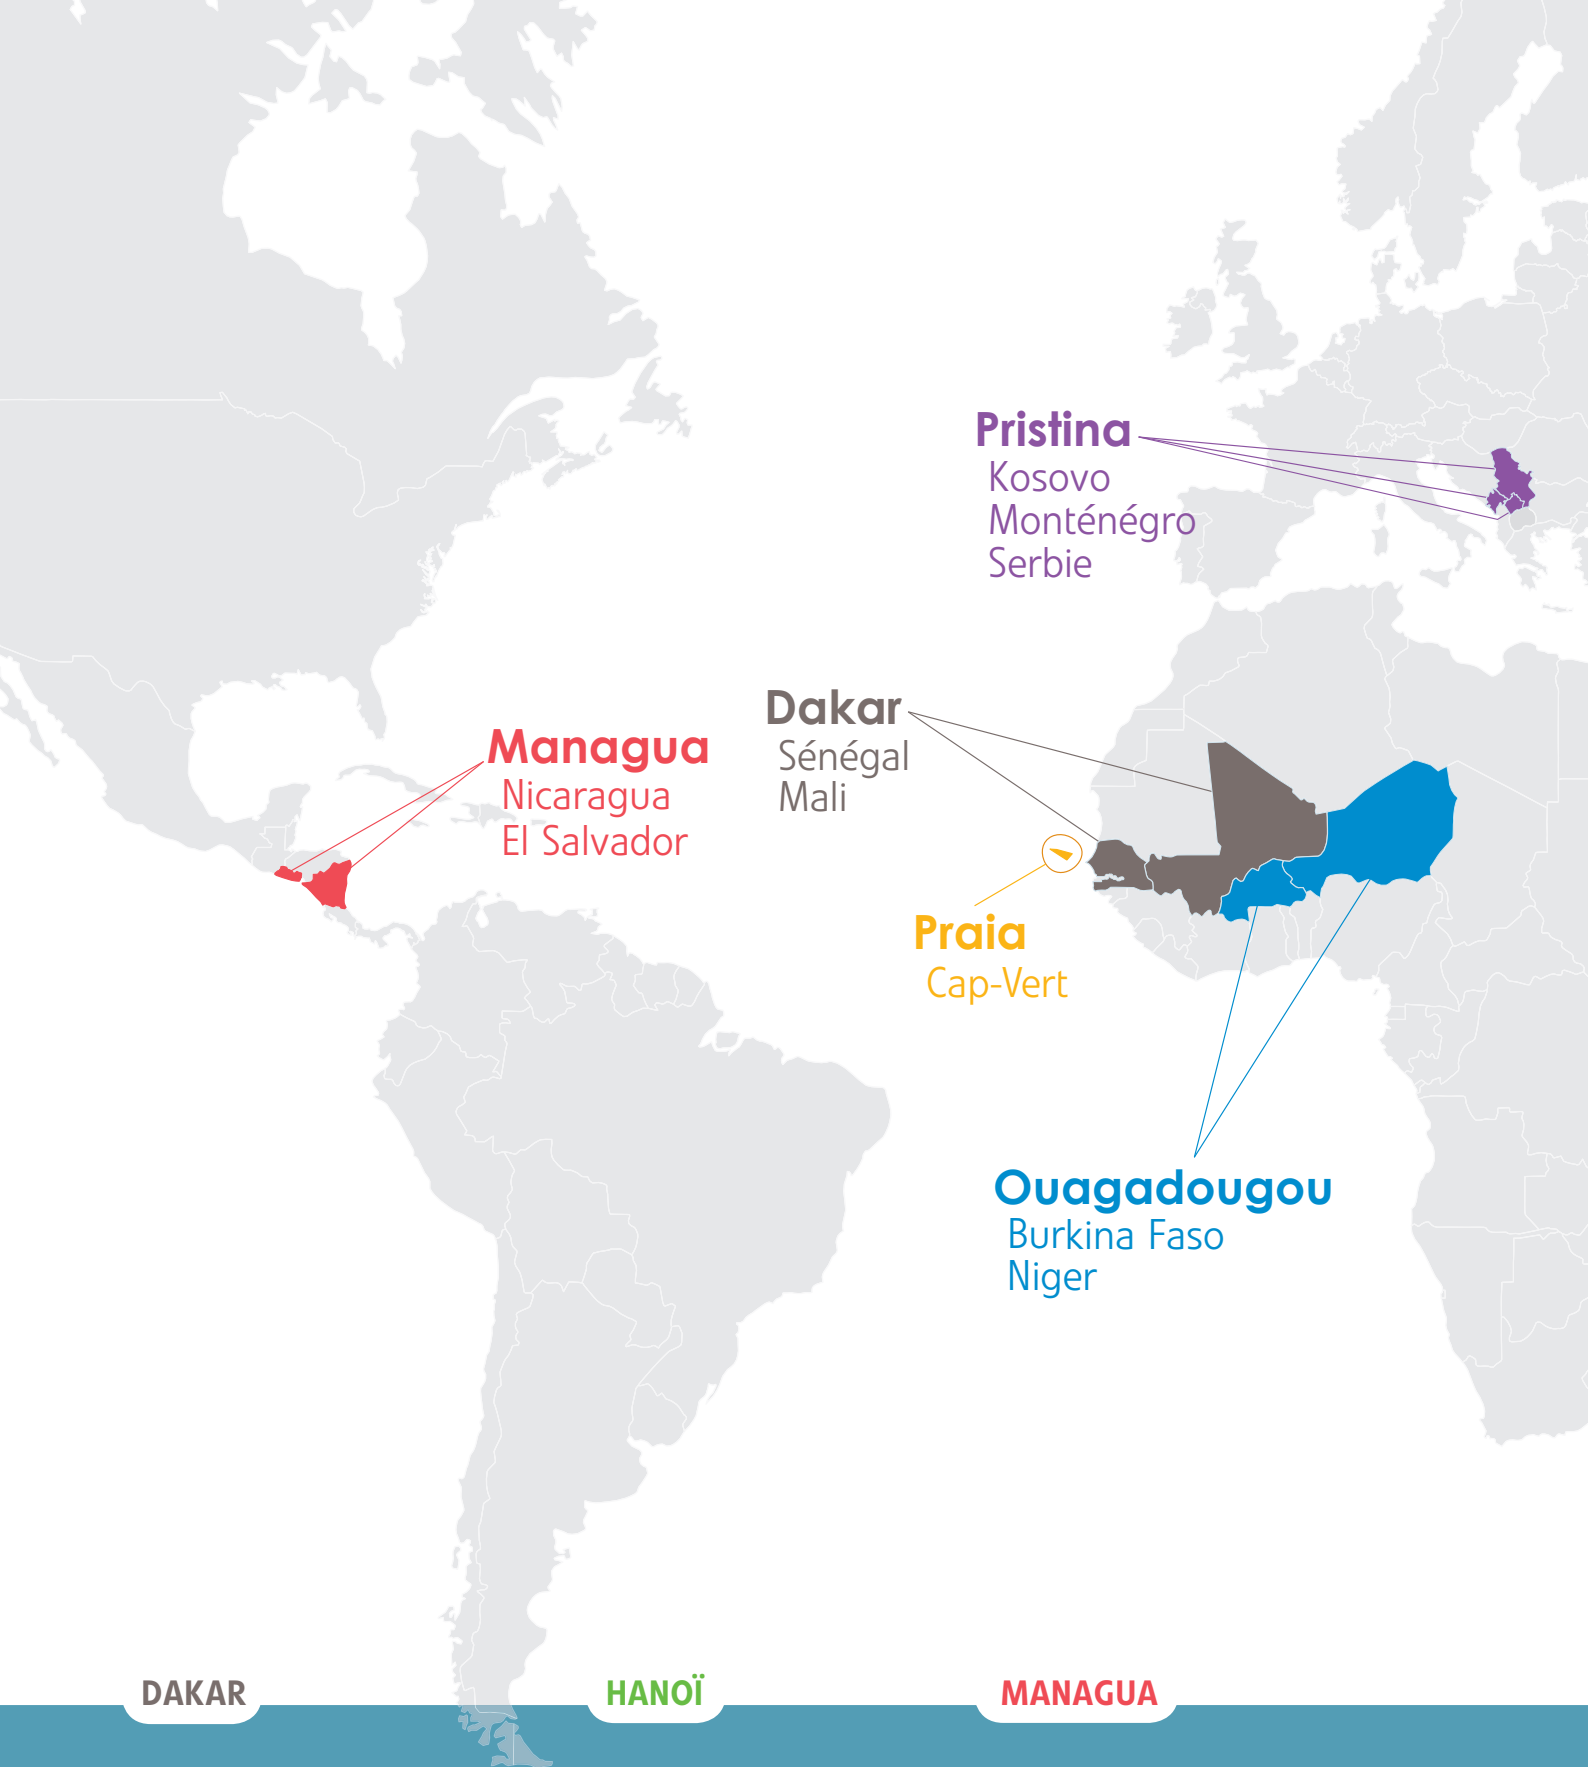 Pristina
Kosovo
Monténégro
Serbie
Dakar
Sénégal
Mali
Managua
Nicaragua
El Salvador
Praia
Cap-Vert
Ouagadougou
Burkina Faso
Niger
DAKAR
HANOÏ
MANAGUA